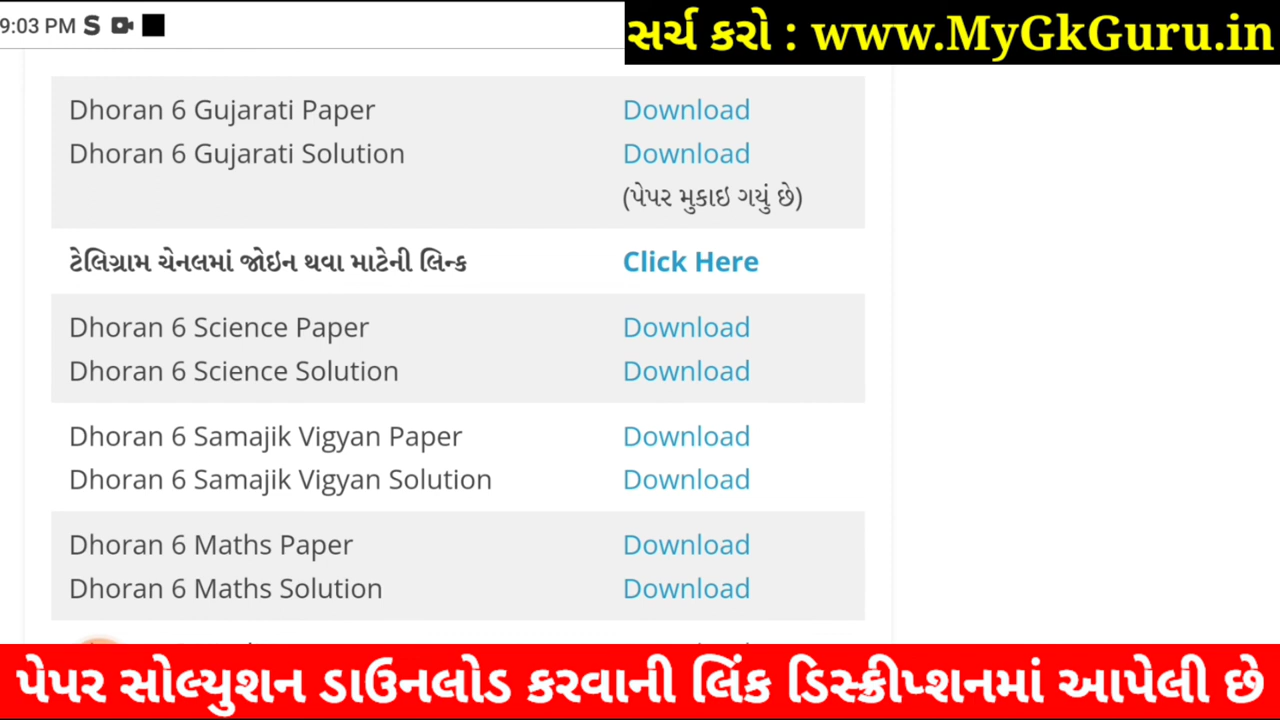 9:03 PM S
સર્ચ કરો : www.MyGkGuru.in
Dhoran 6 Gujarati Paper Download
Dhoran 6 Gujarati Solution Download
(પેપર મુકાઇ ગયું છે)
ટેલિગ્રામ ચેનલમાં જોઇન થવા માટેની લિન્ક Click Here
Dhoran 6 Science Paper Download
Dhoran 6 Science Solution Download
Dhoran 6 Samajik Vigyan Paper Download
Dhoran 6 Samajik Vigyan Solution Download
Dhoran 6 Maths Paper Download
Dhoran 6 Maths Solution Download
પેપર સોલ્યુશન ડાઉનલોડ કરવાની લિંક ડિસ્ક્રીપ્શનમાં આપેલી છે